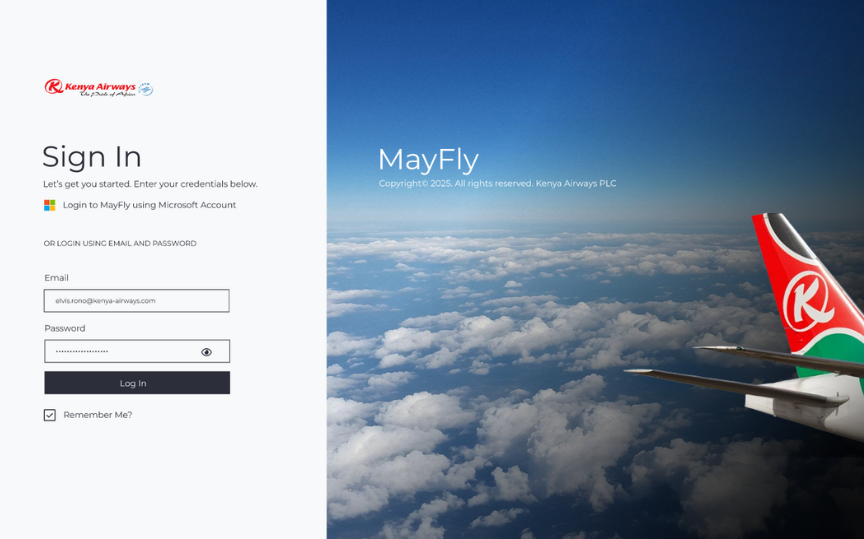 Kenya Airways
The Pride of Africa
Sign In
Let's get you started. Enter your credentials below.
Login to MayFly using Microsoft Account
OR LOGIN USING EMAIL AND PASSWORD
Email
elvis.rono@kenya-airways.com
Password
Log In
Remember Me?
MayFly
Copyright© 2025. All rights reserved. Kenya Airways PLC